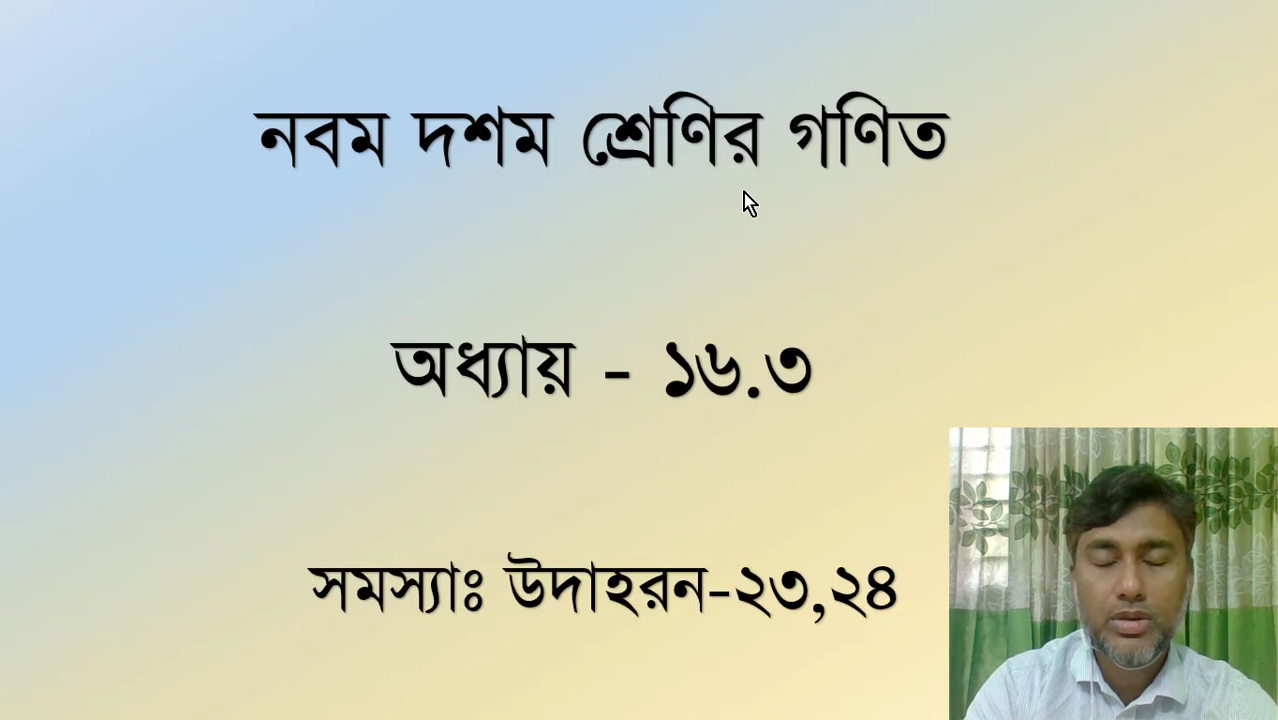 নবম দশম শ্রেণির গণিত
অধ্যায় - ১৬.৩
সমস্যাঃ উদাহরন-২৩,২৪